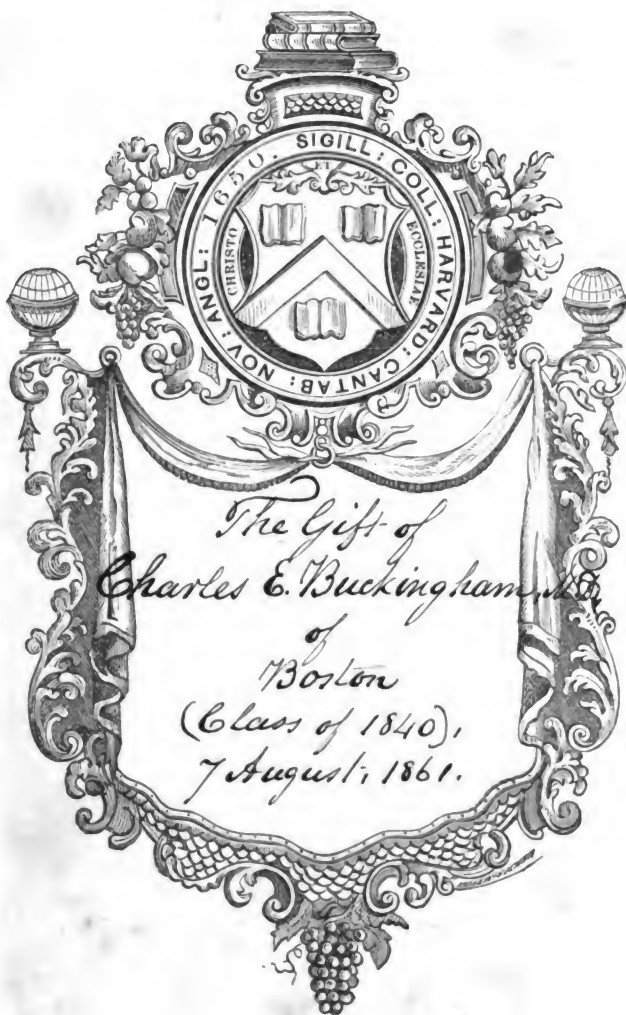 SIGILL: COLL: HARVARD: CANTAB: NOV: ANGL: 1650.
ET
CHRISTO
ECCLESIAE
The Gift of
Charles E. Buckingham, M.D.,
of
Boston
(Class of 1840),
7 August, 1861.